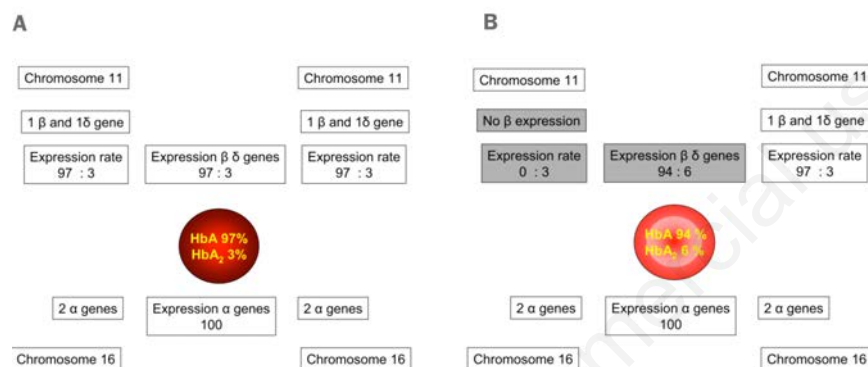 A
Chromosome 11
Chromosome 11
1 β and 1δ gene
1 β and 1δ gene
Expression rate
97 : 3
Expression β δ genes
97 : 3
Expression rate
97 : 3
HbA 97%
HbA₂ 3%
2 α genes
Expression α genes
100
2 α genes
Chromosome 16
Chromosome 16
B
Chromosome 11
Chromosome 11
No β expression
1 β and 1δ gene
Expression rate
0 : 3
Expression β δ genes
94 : 6
Expression rate
97 : 3
HbA 94 %
HbA₂ 6 %
2 α genes
Expression α genes
100
2 α genes
Chromosome 16
Chromosome 16